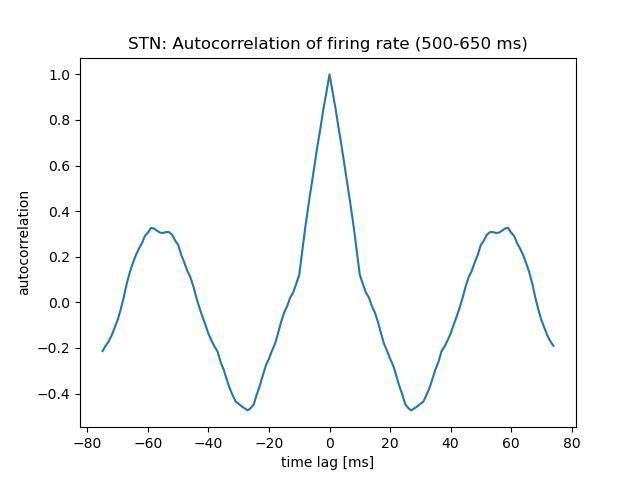 STN: Autocorrelation of firing rate (500-650 ms)
1.0
0.8
0.6
0.4
0.2
0.0
−0.2
−0.4
autocorrelation
−80 −60 −40 −20 0 20 40 60 80
time lag [ms]